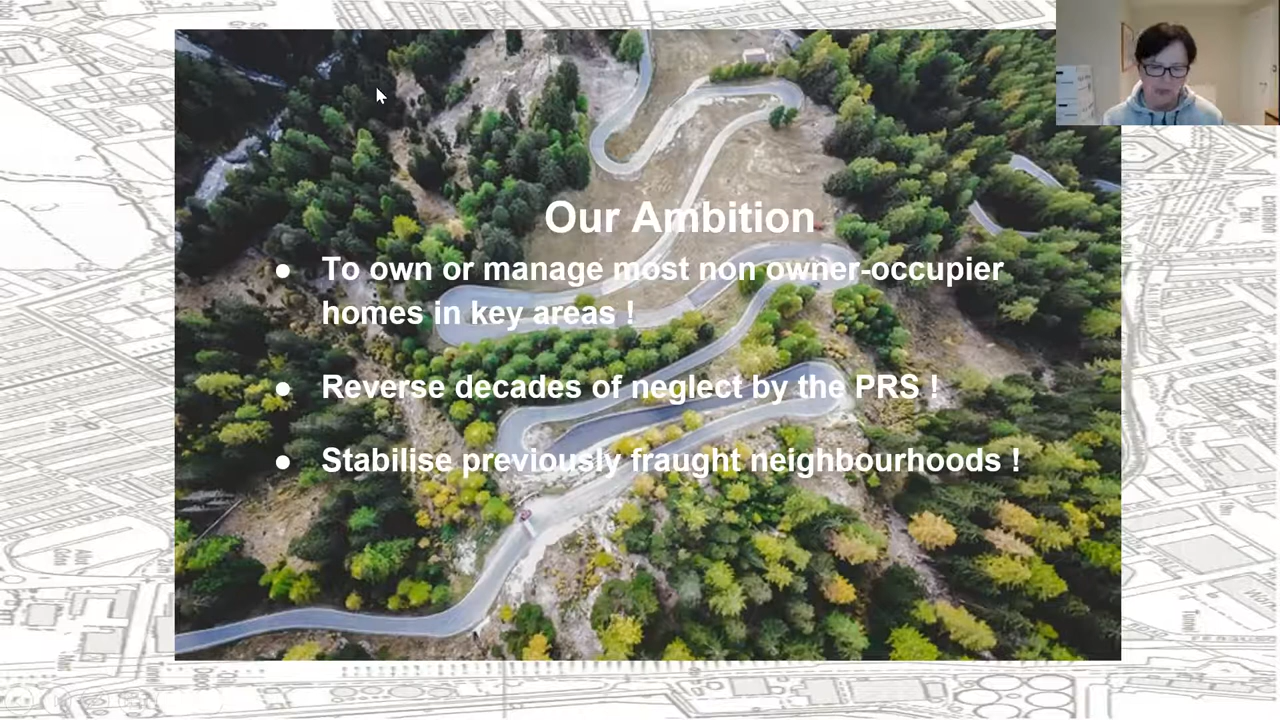 Our Ambition
● To own or manage most non owner-occupier
homes in key areas !
● Reverse decades of neglect by the PRS !
● Stabilise previously fraught neighbourhoods !